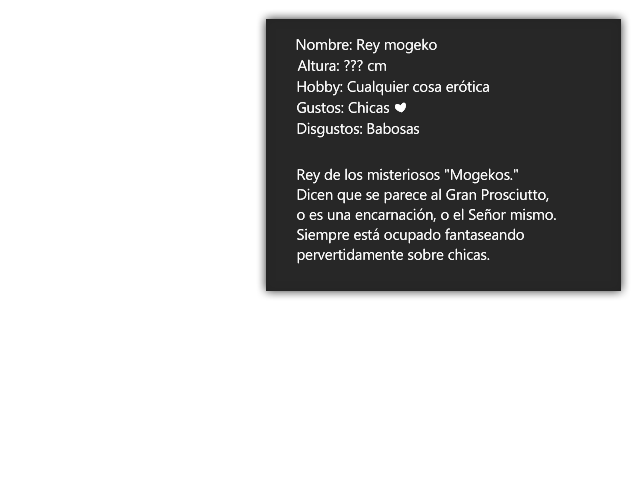 Nombre: Rey mogeko
Altura: ??? cm
Hobby: Cualquier cosa erótica
Gustos: Chicas ♥
Disgustos: Babosas
Rey de los misteriosos "Mogekos."
Dicen que se parece al Gran Prosciutto,
o es una encarnación, o el Señor mismo.
Siempre está ocupado fantaseando
pervertidamente sobre chicas.